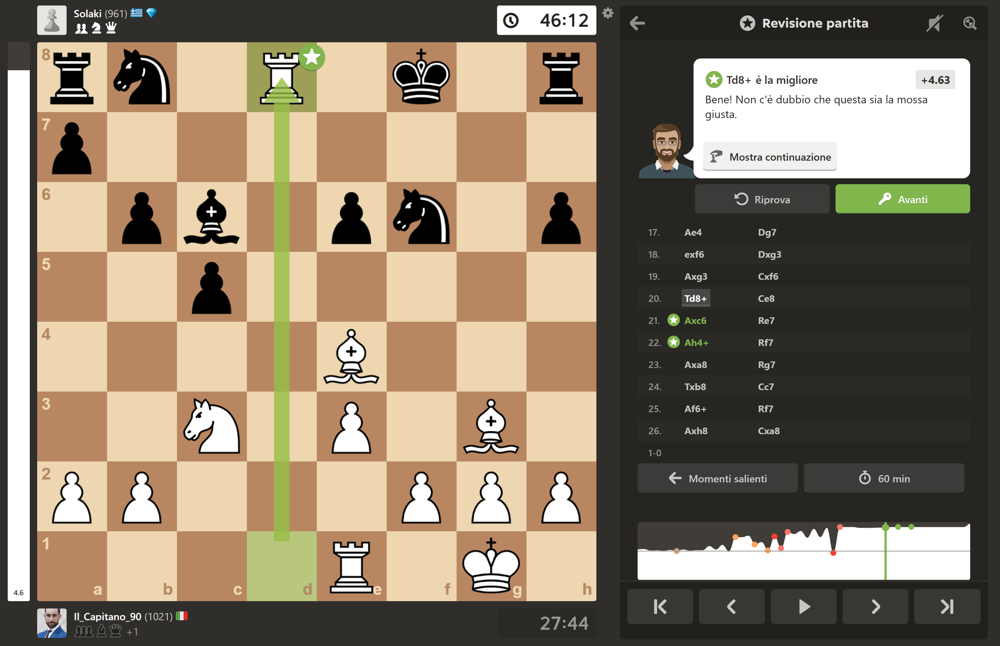 Solaki (961)
46:12
8
7
6
5
4
3
2
1
a b c d e f g h
4.6
Il_Capitano_90 (1021)
+1
27:44
Revisione partita
Td8+ è la migliore +4.63
Bene! Non c'è dubbio che questa sia la mossa
giusta.
Mostra continuazione
Riprova Avanti
17. Ae4 Dg7
18. exf6 Dxg3
19. Axg3 Cxf6
20. Td8+ Ce8
21. Axc6 Re7
22. Ah4+ Rf7
23. Axa8 Rg7
24. Txb8 Cc7
25. Af6+ Rf7
26. Axh8 Cxa8
1-0
Momenti salienti 60 min